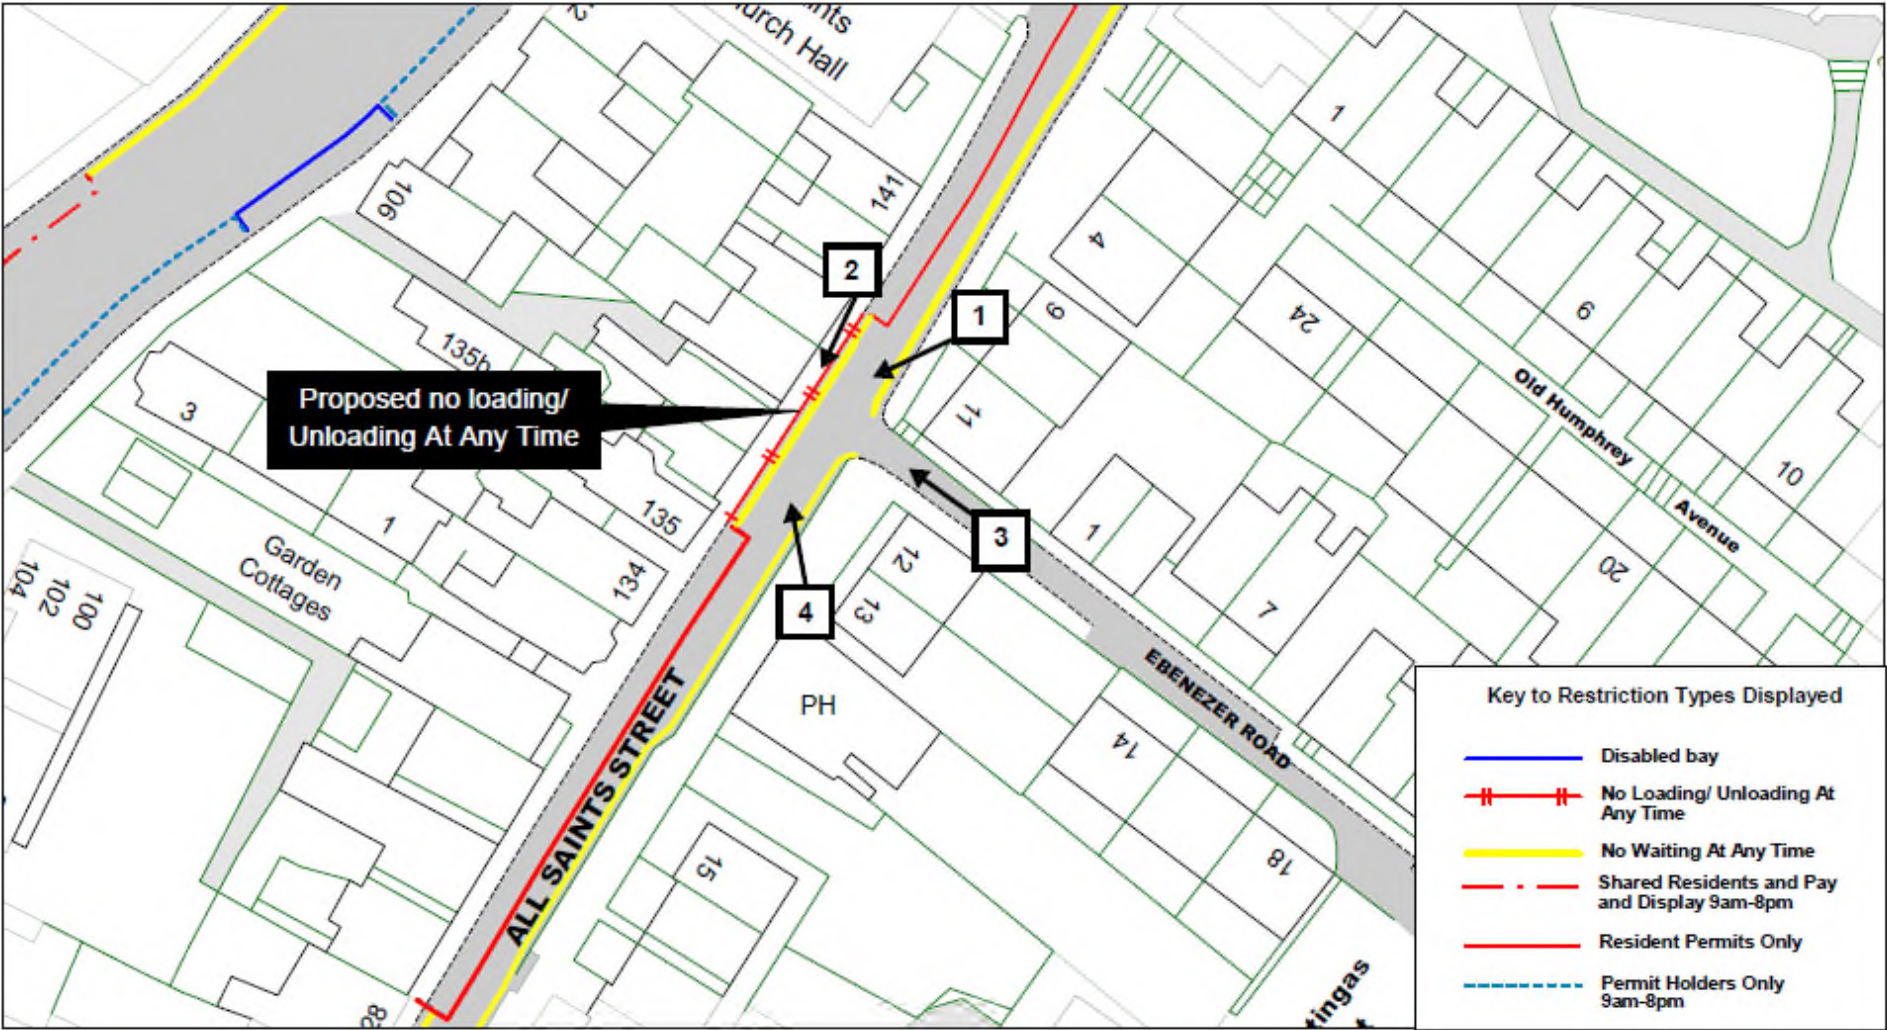 ints
urch Hall
106
141
2
1
4
9
1
24
6
135b
Proposed no loading/
Unloading At Any Time
3
11
Old Humphrey
Avenue
10
135
1
Garden
Cottages
134
12
13
3
1
7
20
4
104
102
100
PH
EBENEZER ROAD
14
18
15
ALL SAINTS STREET
tingas
Key to Restriction Types Displayed
Disabled bay
No Loading/ Unloading At
Any Time
No Waiting At Any Time
Shared Residents and Pay
and Display 9am-8pm
Resident Permits Only
Permit Holders Only
9am-8pm